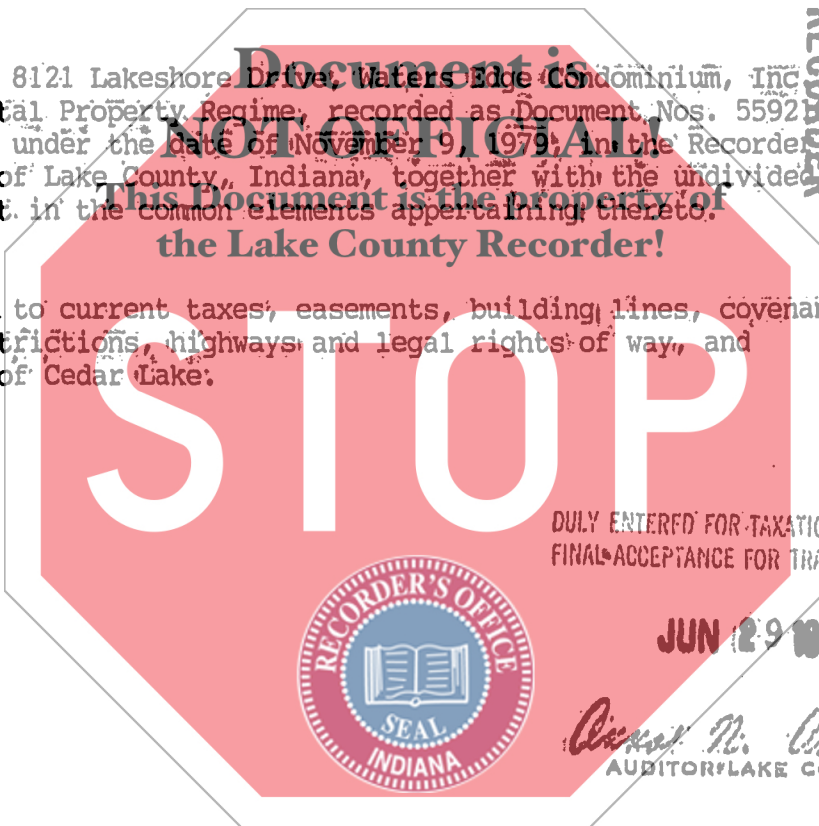 RECORDER
Document is
8121 Lakeshore Drive, Waters Edge Condominium, Inc
tal Property Regime, recorded as Document Nos. 55921
NOT OFFICIAL!
under the date of November 9, 1979, in the Recorder
of Lake County, Indiana, together with the undivided
This Document is the property of
t in the common elements appertaining thereto.
the Lake County Recorder!
to current taxes, easements, building lines, covenan
trictions, highways and legal rights of way, and
of Cedar Lake.
STOP
DULY ENTERED FOR TAXATIO
FINAL ACCEPTANCE FOR TRA
JUN 29
RECORDER'S OFFICE
SEAL
INDIANA
AUDITOR LAKE CO